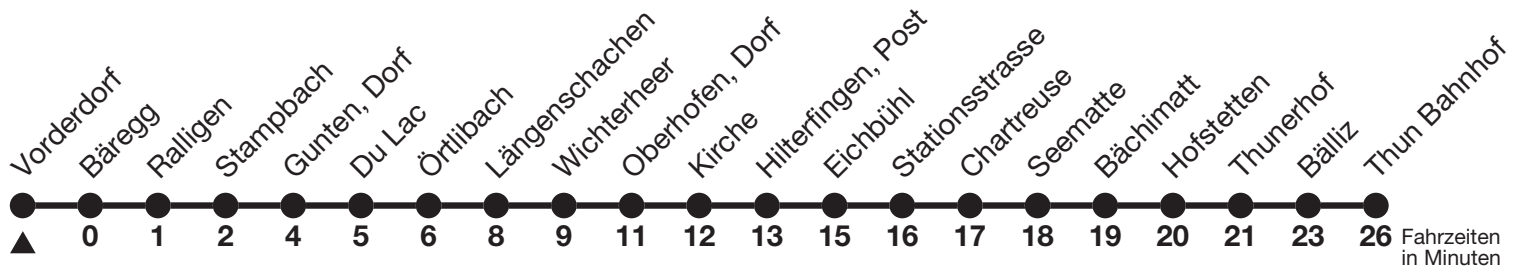 Vorderdorf
Bäregg
Ralligen
Stampbach
Gunten, Dorf
Du Lac
Örtlibach
Längenschachen
Wichterheer
Oberhofen, Dorf
Kirche
Hilterfingen, Post
Eichbühl
Stationsstrasse
Chartreuse
Seematte
Bächimatt
Hofstetten
Thunerhof
Bälliz
Thun Bahnhof
0 1 2 4 5 6 8 9 11 12 13 15 16 17 18 19 20 21 23 26 Fahrzeiten
in Minuten